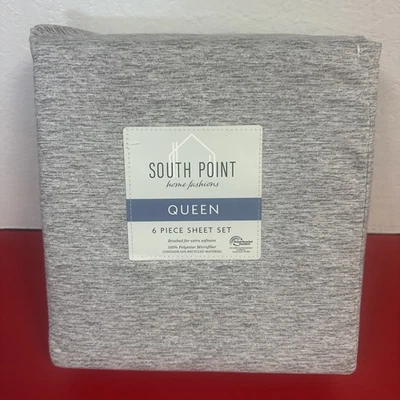 SOUTH POINT
home fashions
QUEEN
6 PIECE SHEET SET
Brushed for extra softness
100% Polyester Microfiber